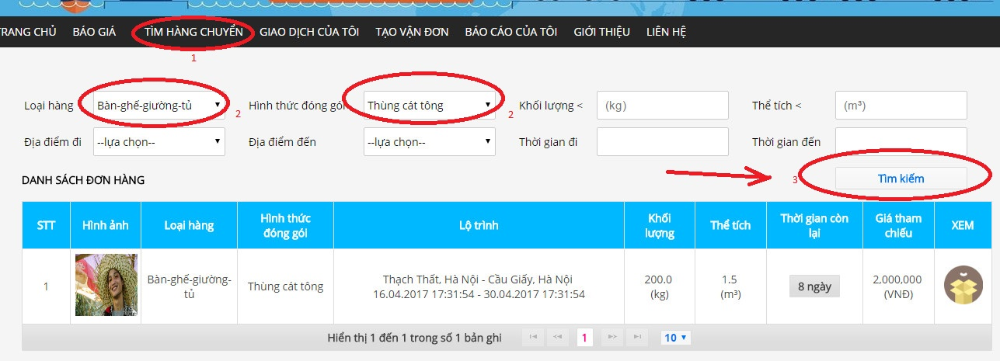 RANG CHỦ BÁO GIÁ TÌM HÀNG CHUYỂN GIAO DỊCH CỦA TÔI TẠO VẬN ĐƠN BÁO CÁO CỦA TÔI GIỚI THIỆU LIÊN HỆ
1
Loại hàng Bàn-ghế-giường-tủ 2 Hình thức đóng gói Thùng cát tông 2 Khối lượng < (kg) Thể tích < (m³)
Địa điểm đi --lựa chọn-- Địa điểm đến --lựa chọn-- Thời gian đi Thời gian đến
DANH SÁCH ĐƠN HÀNG 3 Tìm kiếm
STT Hình ảnh Loại hàng Hình thức đóng gói Lộ trình Khối lượng Thể tích Thời gian còn lại Giá tham chiếu XEM
1 Bàn-ghế-giường-tủ Thùng cát tông Thạch Thất, Hà Nội - Cầu Giấy, Hà Nội 200.0 (kg) 1.5 (m³) 8 ngày 2,000,000 (VNĐ)
16.04.2017 17:31:54 - 30.04.2017 17:31:54
Hiển thị 1 đến 1 trong số 1 bản ghi 1 10